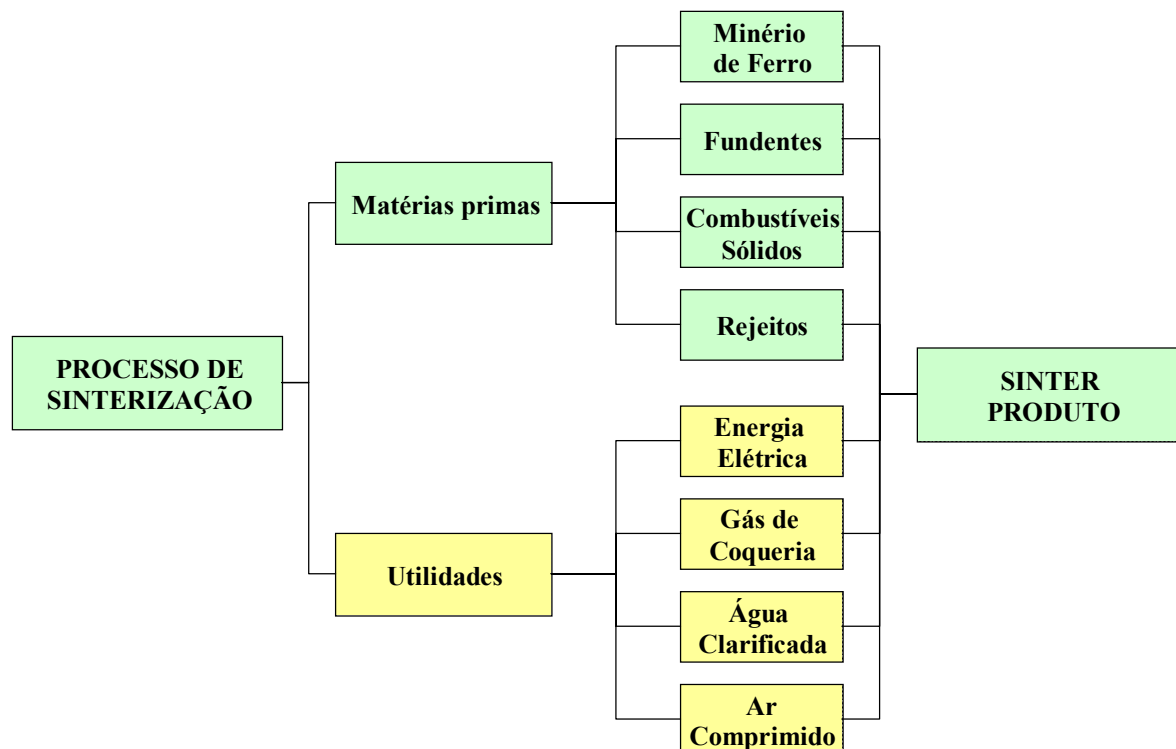 Minério
de Ferro
Fundentes
Matérias primas
Combustíveis
Sólidos
Rejeitos
PROCESSO DE
SINTERIZAÇÃO
SINTER
PRODUTO
Energia
Elétrica
Gás de
Coqueria
Utilidades
Água
Clarificada
Ar
Comprimido